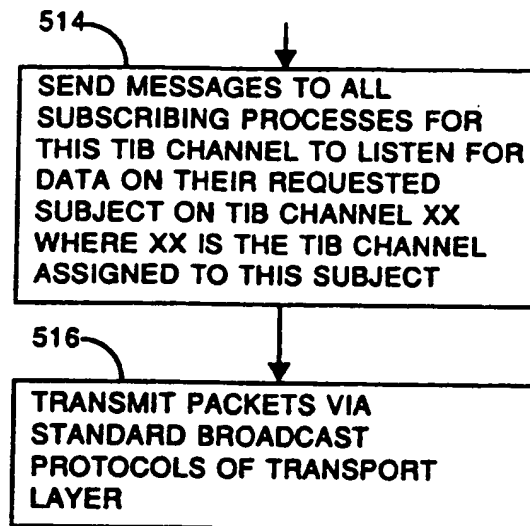 514
SEND MESSAGES TO ALL
SUBSCRIBING PROCESSES FOR
THIS TIB CHANNEL TO LISTEN FOR
DATA ON THEIR REQUESTED
SUBJECT ON TIB CHANNEL XX
WHERE XX IS THE TIB CHANNEL
ASSIGNED TO THIS SUBJECT
516
TRANSMIT PACKETS VIA
STANDARD BROADCAST
PROTOCOLS OF TRANSPORT
LAYER